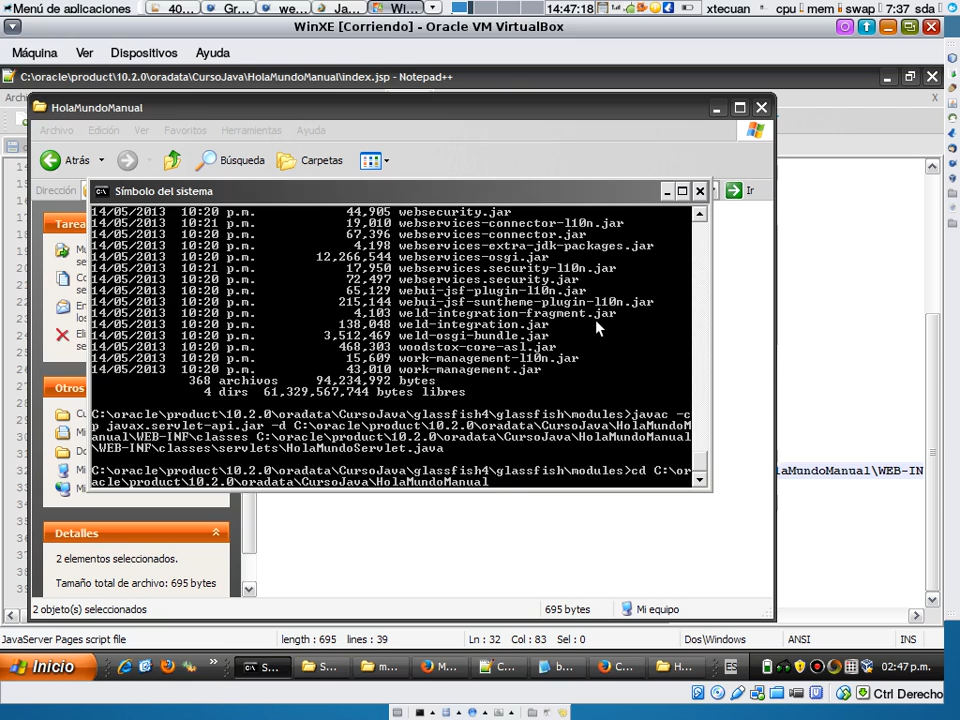 Menú de aplicaciones
40...
Gr...
we...
Ja...
Wi...
14:47:18
xtecuan
cpu
mem
swap
7:37
sda
WinXE [Corriendo] - Oracle VM VirtualBox
Máquina Ver Dispositivos Ayuda
C:\oracle\product\10.2.0\oradata\CursoJava\HolaMundoManual\index.jsp - Notepad++
Archi
X
HolaMundoManual
Archivo Edición Ver Favoritos Herramientas Ayuda
Atrás Búsqueda Carpetas
Dirección
Ir
Símbolo del sistema
14/05/2013 10:20 p.m. 44,905 websecurity.jar
14/05/2013 10:21 p.m. 19,010 webservices-connector-l10n.jar
14/05/2013 10:20 p.m. 67,396 webservices-connector.jar
14/05/2013 10:20 p.m. 4,198 webservices-extra-jdk-packages.jar
14/05/2013 10:20 p.m. 12,266,544 webservices-osgi.jar
14/05/2013 10:21 p.m. 17,950 webservices.security-l10n.jar
14/05/2013 10:20 p.m. 72,497 webservices.security.jar
14/05/2013 10:20 p.m. 65,129 webui-jsf-plugin-l10n.jar
14/05/2013 10:20 p.m. 215,144 webui-jsf-suntheme-plugin-l10n.jar
14/05/2013 10:20 p.m. 4,103 weld-integration-fragment.jar
14/05/2013 10:20 p.m. 138,048 weld-integration.jar
14/05/2013 10:20 p.m. 3,512,469 weld-osgi-bundle.jar
14/05/2013 10:20 p.m. 468,303 woodstox-core-asl.jar
14/05/2013 10:20 p.m. 15,609 work-management-l10n.jar
14/05/2013 10:20 p.m. 43,010 work-management.jar
368 archivos 94,234,992 bytes
4 dirs 61,329,567,744 bytes libres
C:\oracle\product\10.2.0\oradata\CursoJava\glassfish4\glassfish\modules>javac -c
p javax.servlet-api.jar -d C:\oracle\product\10.2.0\oradata\CursoJava\HolaMundoM
anual\WEB-INF\classes C:\oracle\product\10.2.0\oradata\CursoJava\HolaMundoManual
\WEB-INF\classes\servlets\HolaMundoServlet.java
C:\oracle\product\10.2.0\oradata\CursoJava\glassfish4\glassfish\modules>cd C:\or
acle\product\10.2.0\oradata\CursoJava\HolaMundoManual
laMundoManual\WEB-IN
Tarea
Otros
Detalles
2 elementos seleccionados.
Tamaño total de archivo: 695 bytes
2 objeto(s) seleccionados
695 bytes
Mi equipo
JavaServer Pages script file
length : 695 lines : 39
Ln : 32 Col : 83 Sel : 0
Dos\Windows
ANSI
INS
Inicio
S...
S...
m...
M...
C...
b...
C...
H...
ES
02:47 p.m.
Ctrl Derecho